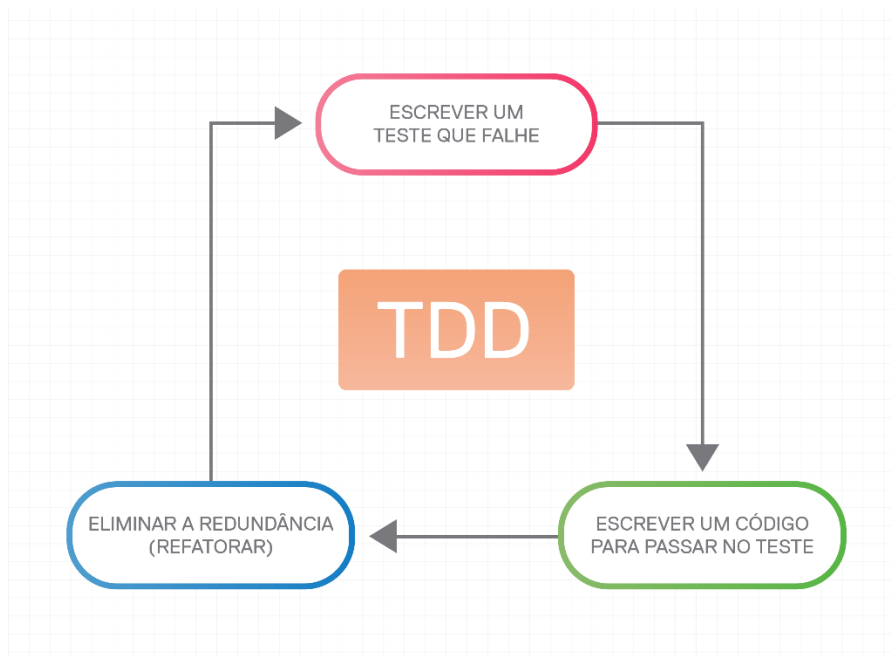 ESCREVER UM
TESTE QUE FALHE
TDD
ELIMINAR A REDUNDÂNCIA
(REFATORAR)
ESCREVER UM CÓDIGO
PARA PASSAR NO TESTE